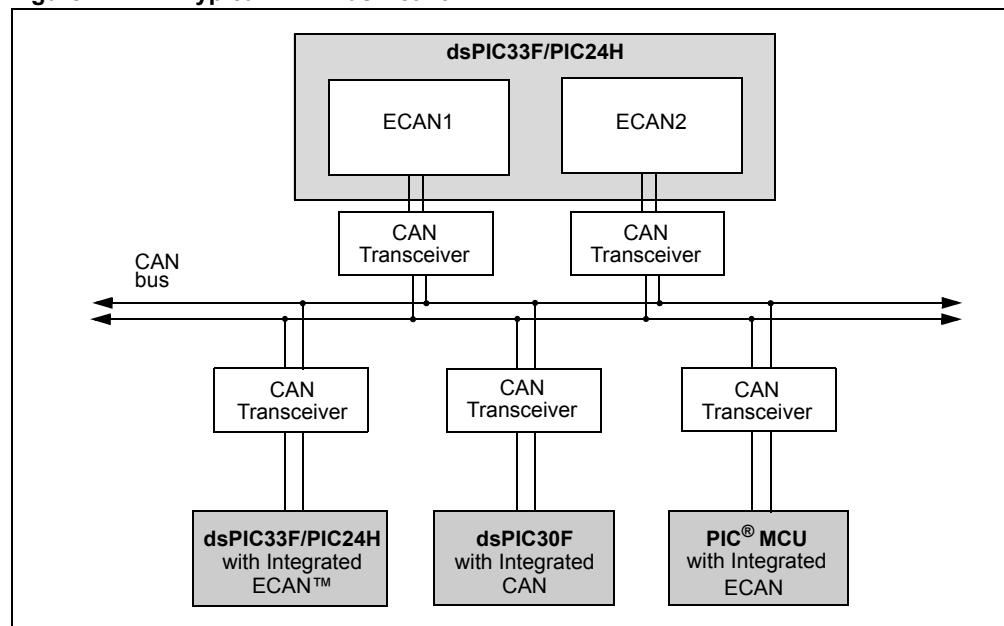 dsPIC33F/PIC24H
ECAN1
ECAN2
CAN
Transceiver
CAN
Transceiver
CAN
bus
CAN
Transceiver
CAN
Transceiver
CAN
Transceiver
dsPIC33F/PIC24H
with Integrated
ECAN™
dsPIC30F
with Integrated
CAN
PIC® MCU
with Integrated
ECAN